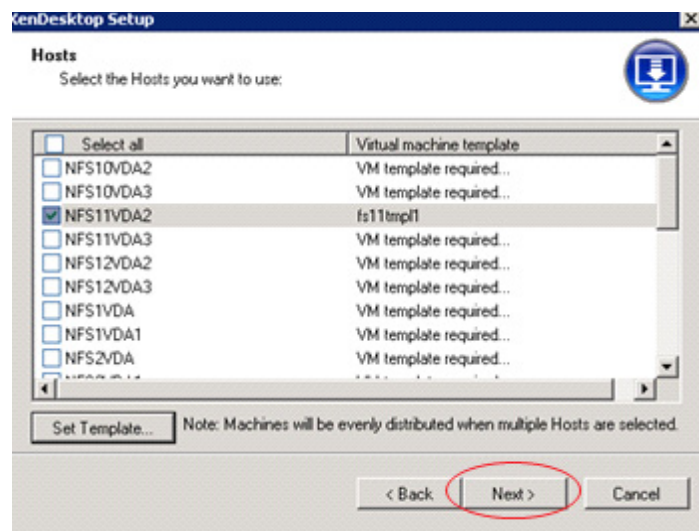 XenDesktop Setup
Hosts
Select the Hosts you want to use:
Select all Virtual machine template
NFS10VDA2 VM template required...
NFS10VDA3 VM template required...
NFS11VDA2 fs11tmpl1
NFS11VDA3 VM template required...
NFS12VDA2 VM template required...
NFS12VDA3 VM template required...
NFS1VDA VM template required...
NFS1VDA1 VM template required...
NFS2VDA VM template required...
Set Template... Note: Machines will be evenly distributed when multiple Hosts are selected.
< Back Next > Cancel